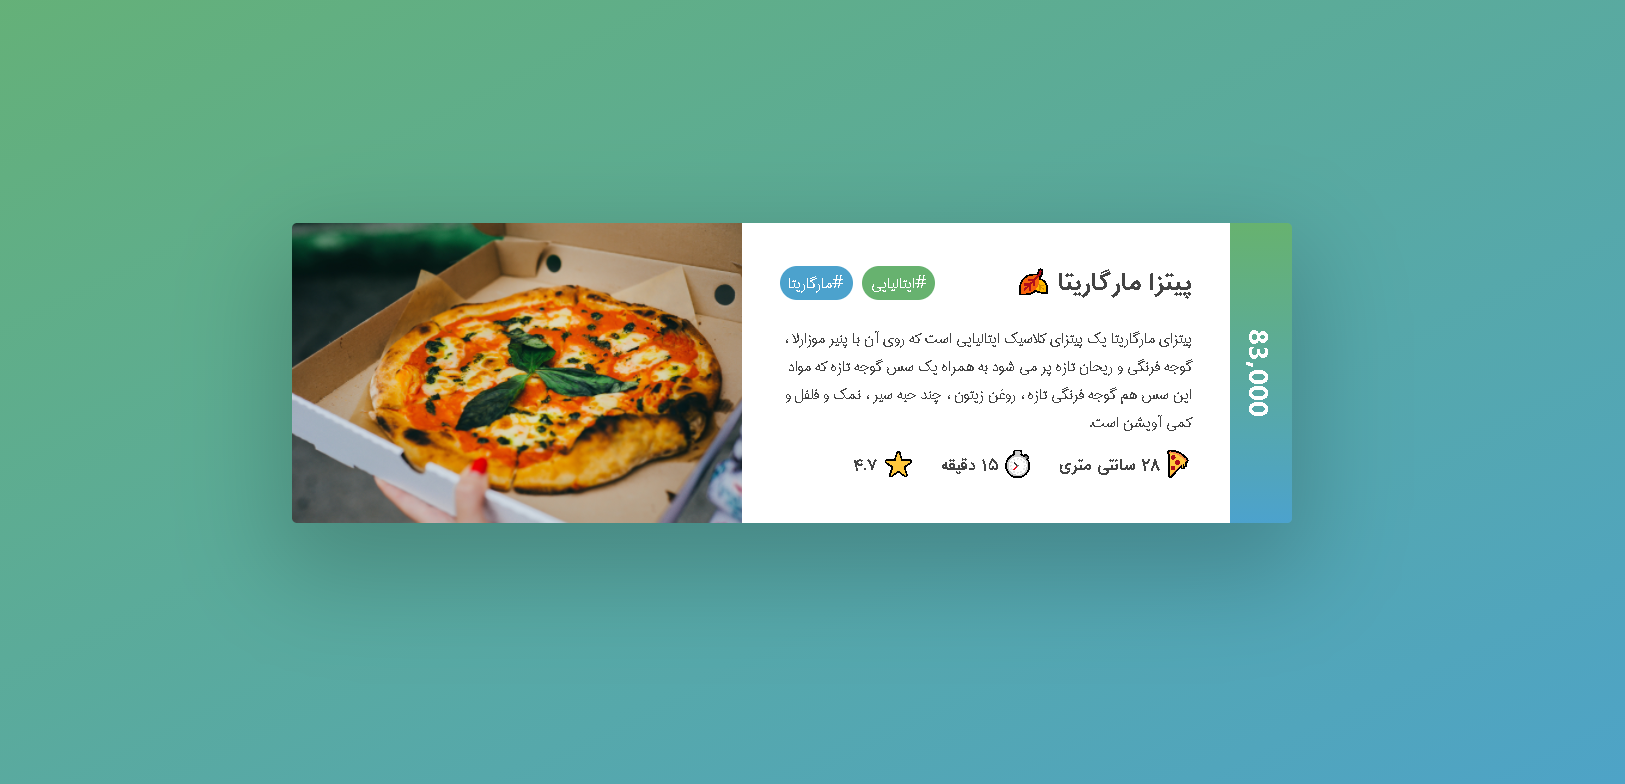 پیتزا مارگاریتا 🍂
#ایتالیایی #مارگاریتا
پیتزای مارگاریتا یک پیتزای کلاسیک ایتالیایی است که روی آن با پنیر موزارلا ،
گوجه فرنگی و ریحان تازه پر می شود به همراه یک سس گوجه تازه که مواد
این سس هم گوجه فرنگی تازه ، روغن زیتون ، چند حبه سیر ، نمک و فلفل و
کمی آویشن است.
۲۸ سانتی متری ۱۵ دقیقه ۴.۷
83,000